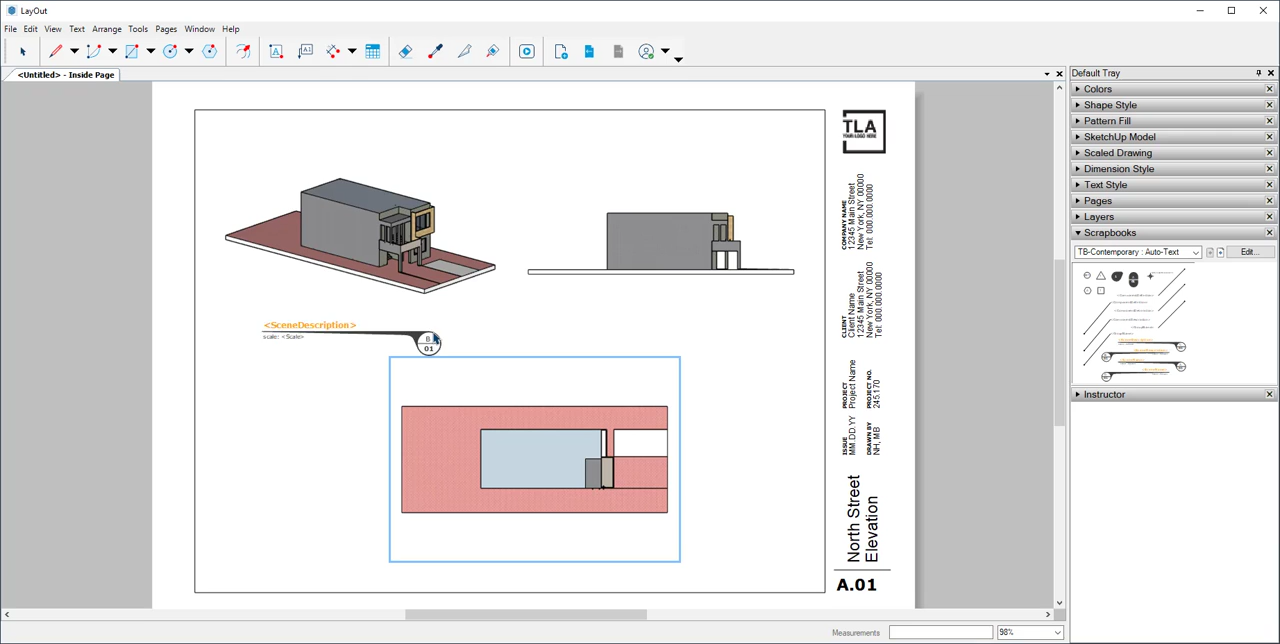 LayOut
File Edit View Text Arrange Tools Pages Window Help
<Untitled> - Inside Page
Default Tray
Colors
Shape Style
Pattern Fill
SketchUp Model
Scaled Drawing
Dimension Style
Text Style
Pages
Layers
Scrapbooks
TB-Contemporary : Auto-Text
Edit...
Instructor
TLA
YOUR LOGO HERE
COMPANY NAME
12345 Main Street
New York, NY 00000
Tel: 000.000.0000
CLIENT
Client Name
12345 Main Street
New York, NY 00000
Tel: 000.000.0000
PROJECT
Project Name
PROJECT NO.
245.170
ISSUE
MM.DD.YY
DRAWN BY
NH, MB
North Street
Elevation
A.01
<SceneDescription>
scale: <Scale>
B
01
Measurements
98%